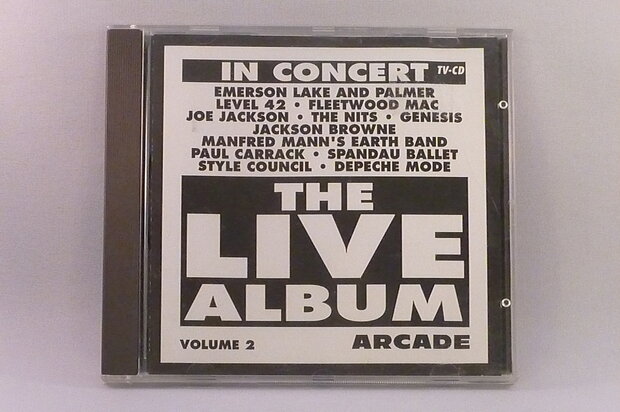 IN CONCERT TV-CD
EMERSON LAKE AND PALMER
LEVEL 42 • FLEETWOOD MAC
JOE JACKSON • THE NITS • GENESIS
JACKSON BROWNE
MANFRED MANN'S EARTH BAND
PAUL CARRACK • SPANDAU BALLET
STYLE COUNCIL • DEPECHE MODE
THE
LIVE
ALBUM
VOLUME 2 ARCADE